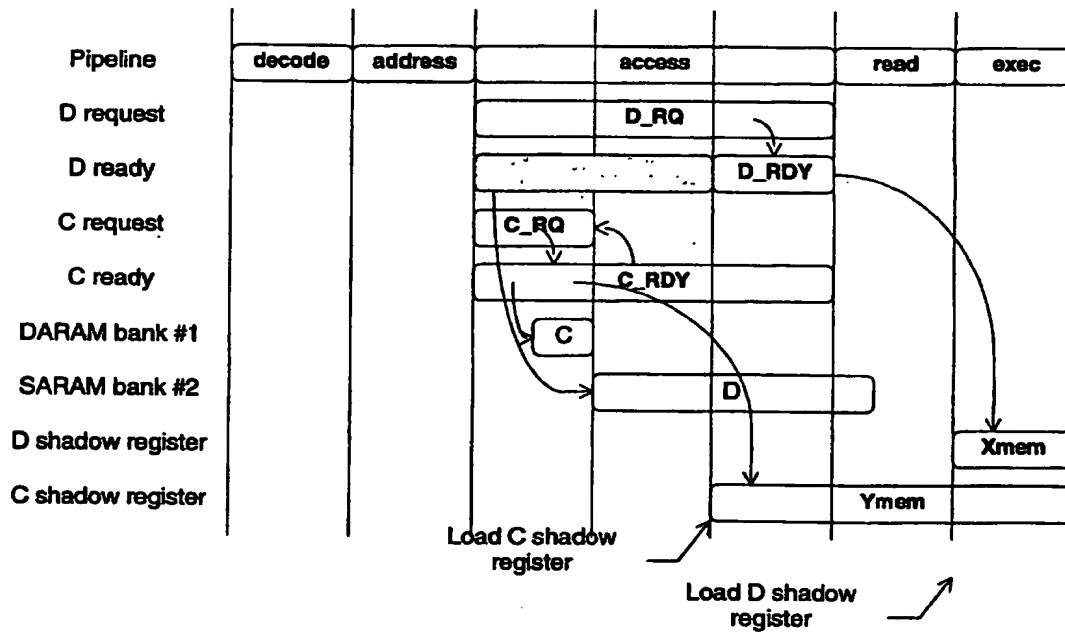 Pipeline decode address access read exec
D request D_RQ
D ready D_RDY
C request C_RQ
C ready C_RDY
DARAM bank #1 C
SARAM bank #2 D
D shadow register Xmem
C shadow register Ymem
Load C shadow
register
Load D shadow
register